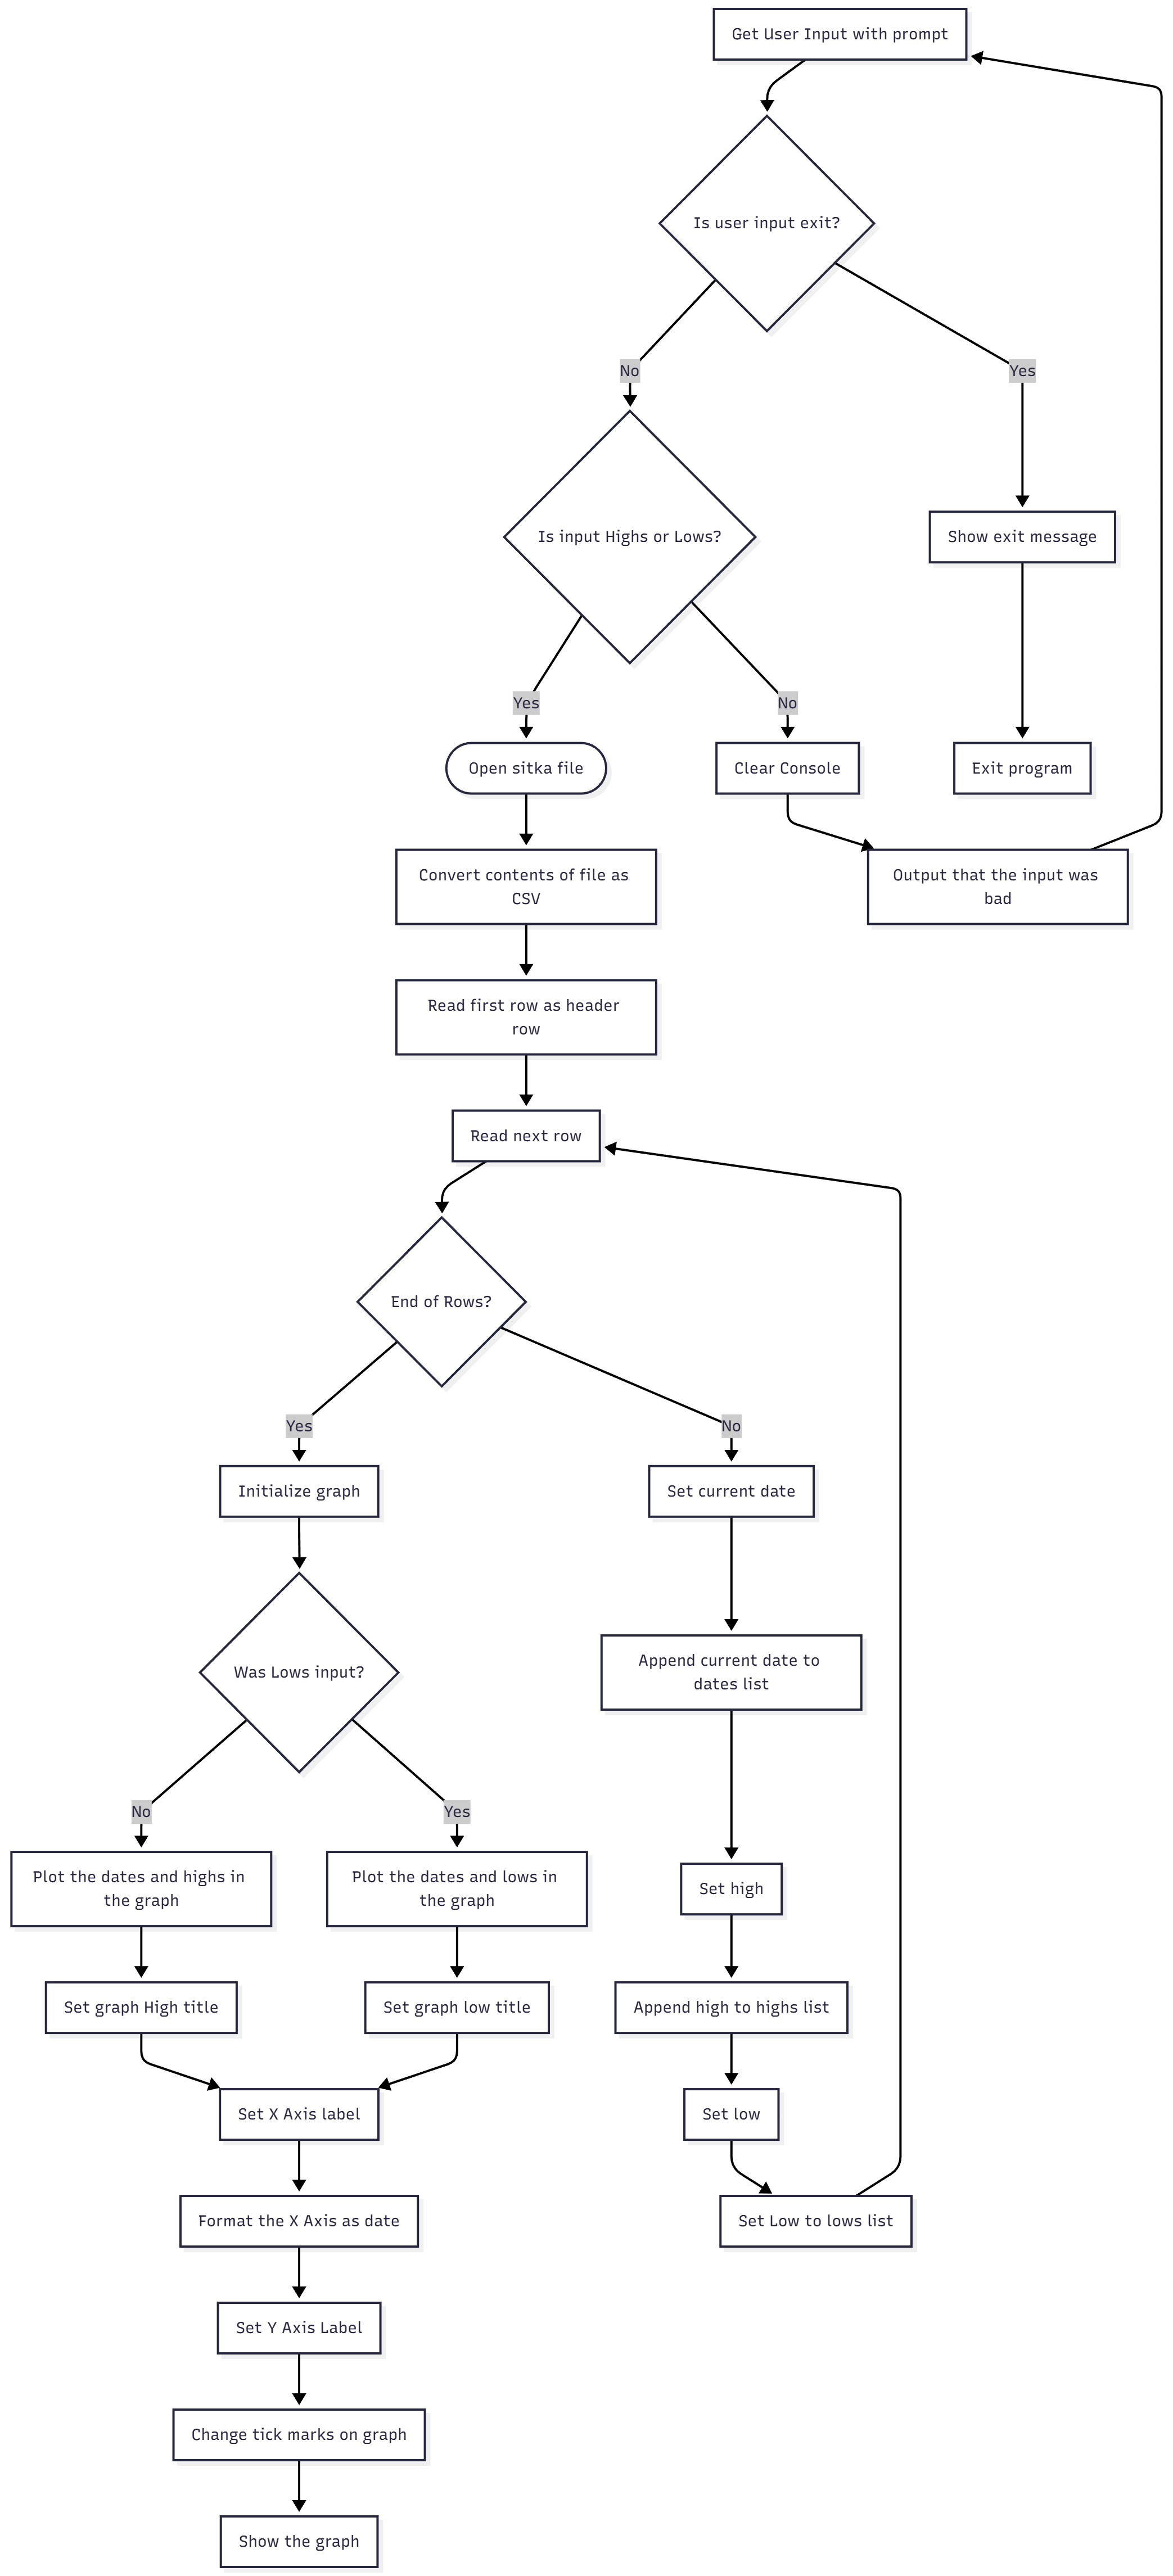 Get User Input with prompt
Is user input exit?
No
Yes
Is input Highs or Lows?
Show exit message
Yes
No
Open sitka file
Clear Console
Exit program
Convert contents of file as
CSV
Output that the input was
bad
Read first row as header
row
Read next row
End of Rows?
Yes
No
Initialize graph
Set current date
Was Lows input?
Append current date to
dates list
No
Yes
Plot the dates and highs in
the graph
Plot the dates and lows in
the graph
Set high
Set graph High title
Set graph low title
Append high to highs list
Set X Axis label
Set low
Format the X Axis as date
Set Low to lows list
Set Y Axis Label
Change tick marks on graph
Show the graph